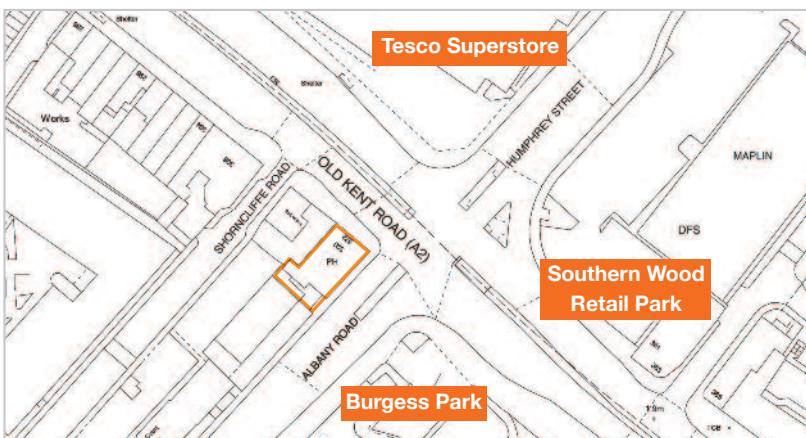 Tesco Superstore
Shelter
Shelter
Works
HUMPHREY STREET
MAPLIN
OLD KENT ROAD (A2)
SHORNCLIFFE ROAD
DFS
PH
Southern Wood
Retail Park
ALBANY ROAD
Burgess Park
TCB